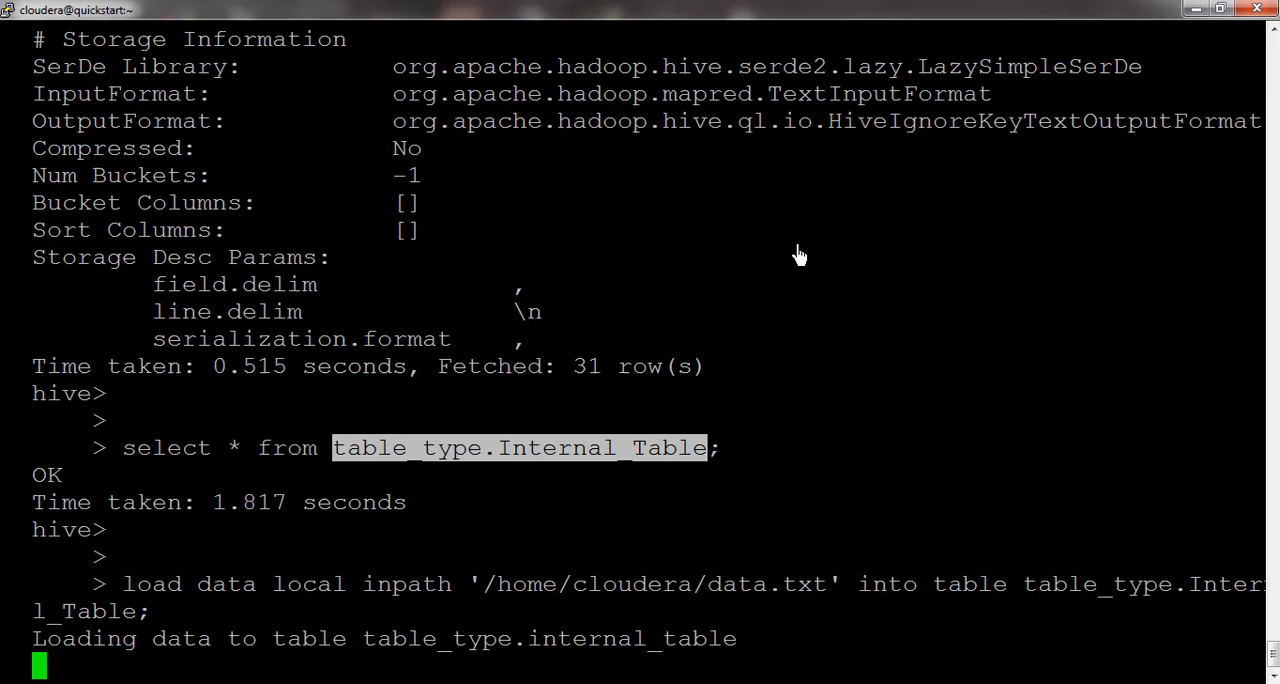 cloudera@quickstart:~
# Storage Information
SerDe Library: org.apache.hadoop.hive.serde2.lazy.LazySimpleSerDe
InputFormat: org.apache.hadoop.mapred.TextInputFormat
OutputFormat: org.apache.hadoop.hive.ql.io.HiveIgnoreKeyTextOutputFormat
Compressed: No
Num Buckets: -1
Bucket Columns: []
Sort Columns: []
Storage Desc Params:
field.delim ,
line.delim \n
serialization.format ,
Time taken: 0.515 seconds, Fetched: 31 row(s)
hive>
>
> select * from table_type.Internal_Table;
OK
Time taken: 1.817 seconds
hive>
>
> load data local inpath '/home/cloudera/data.txt' into table table_type.Intern
l_Table;
Loading data to table table_type.internal_table